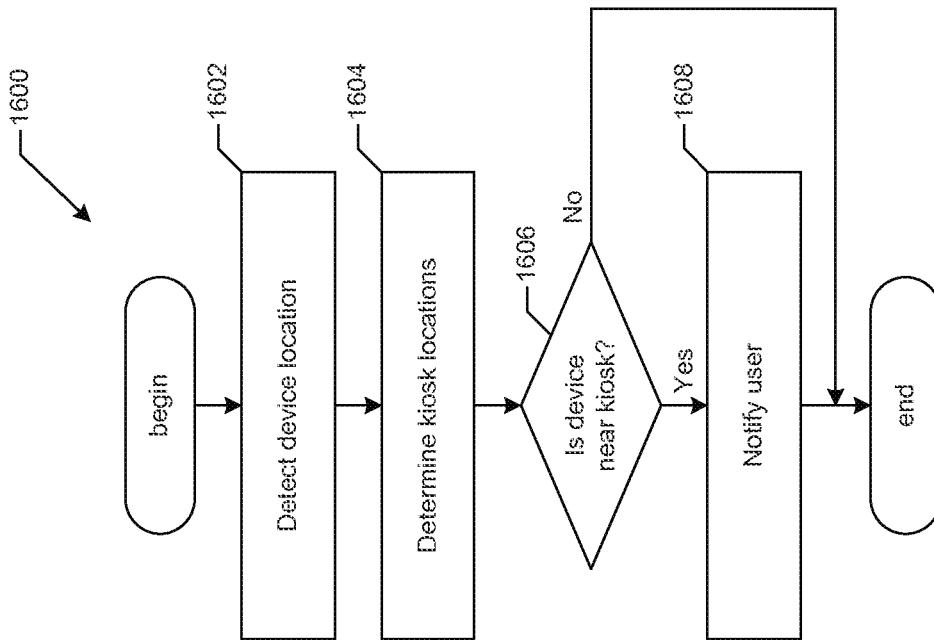 1600
begin
1602
Detect device location
1604
Determine kiosk locations
1606
Is device
near kiosk?
No
Yes
1608
Notify user
end